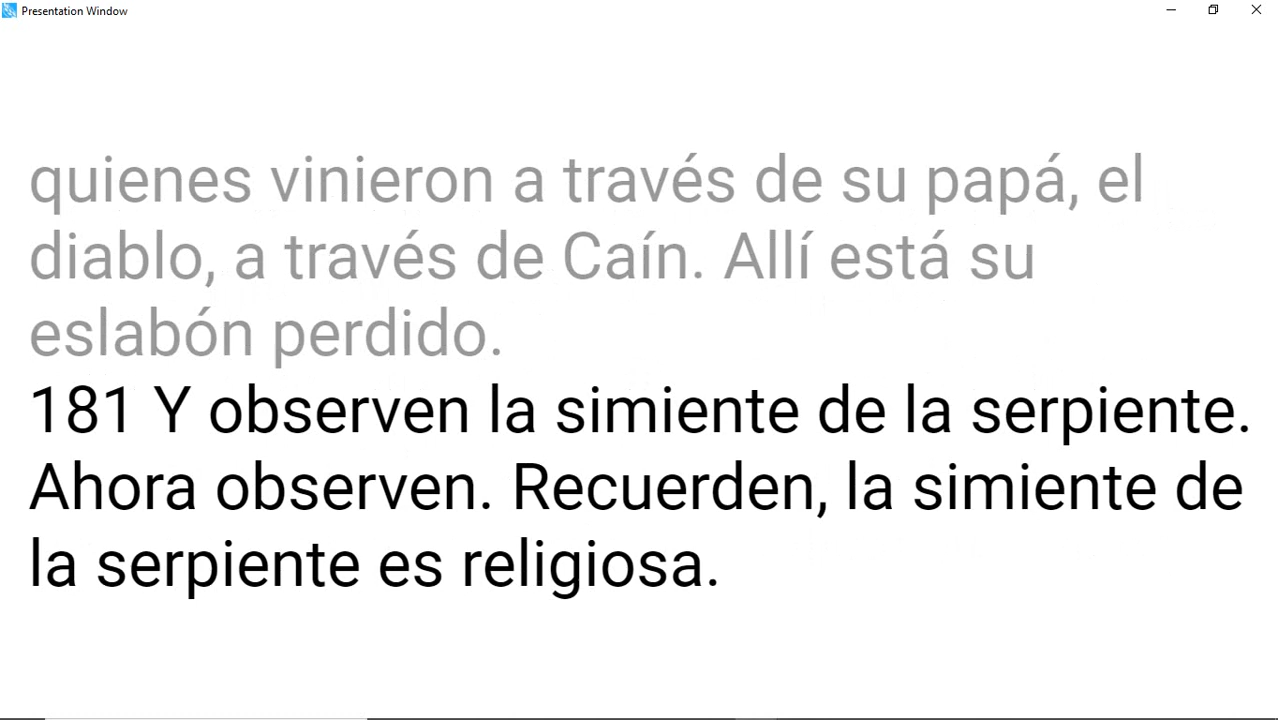 Presentation Window
quienes vinieron a través de su papá, el
diablo, a través de Caín. Allí está su
eslabón perdido.
181 Y observen la simiente de la serpiente.
Ahora observen. Recuerden, la simiente de
la serpiente es religiosa.